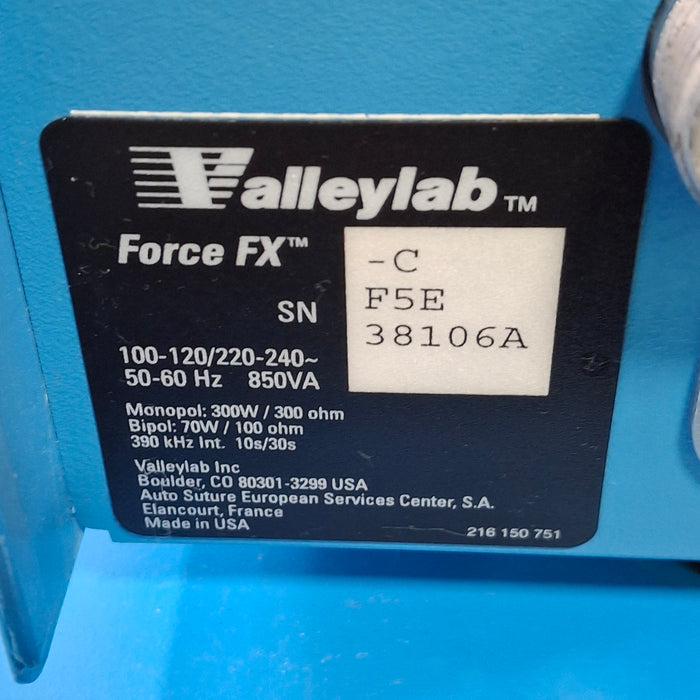 Valleylab™
Force FX™ -C
SN F5E
38106A
100-120/220-240~
50-60 Hz 850VA
Monopol: 300W / 300 ohm
Bipol: 70W / 100 ohm
390 kHz Int. 10s/30s
Valleylab Inc
Boulder, CO 80301-3299 USA
Auto Suture European Services Center, S.A.
Elancourt, France
Made in USA
216 150 751